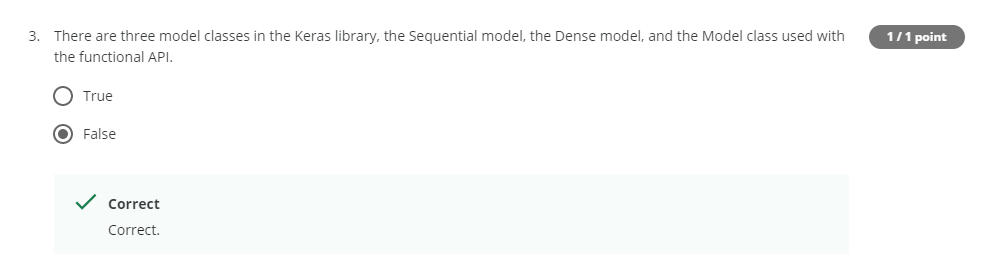 3. There are three model classes in the Keras library, the Sequential model, the Dense model, and the Model class used with
the functional API.
1 / 1 point
True
False
Correct
Correct.